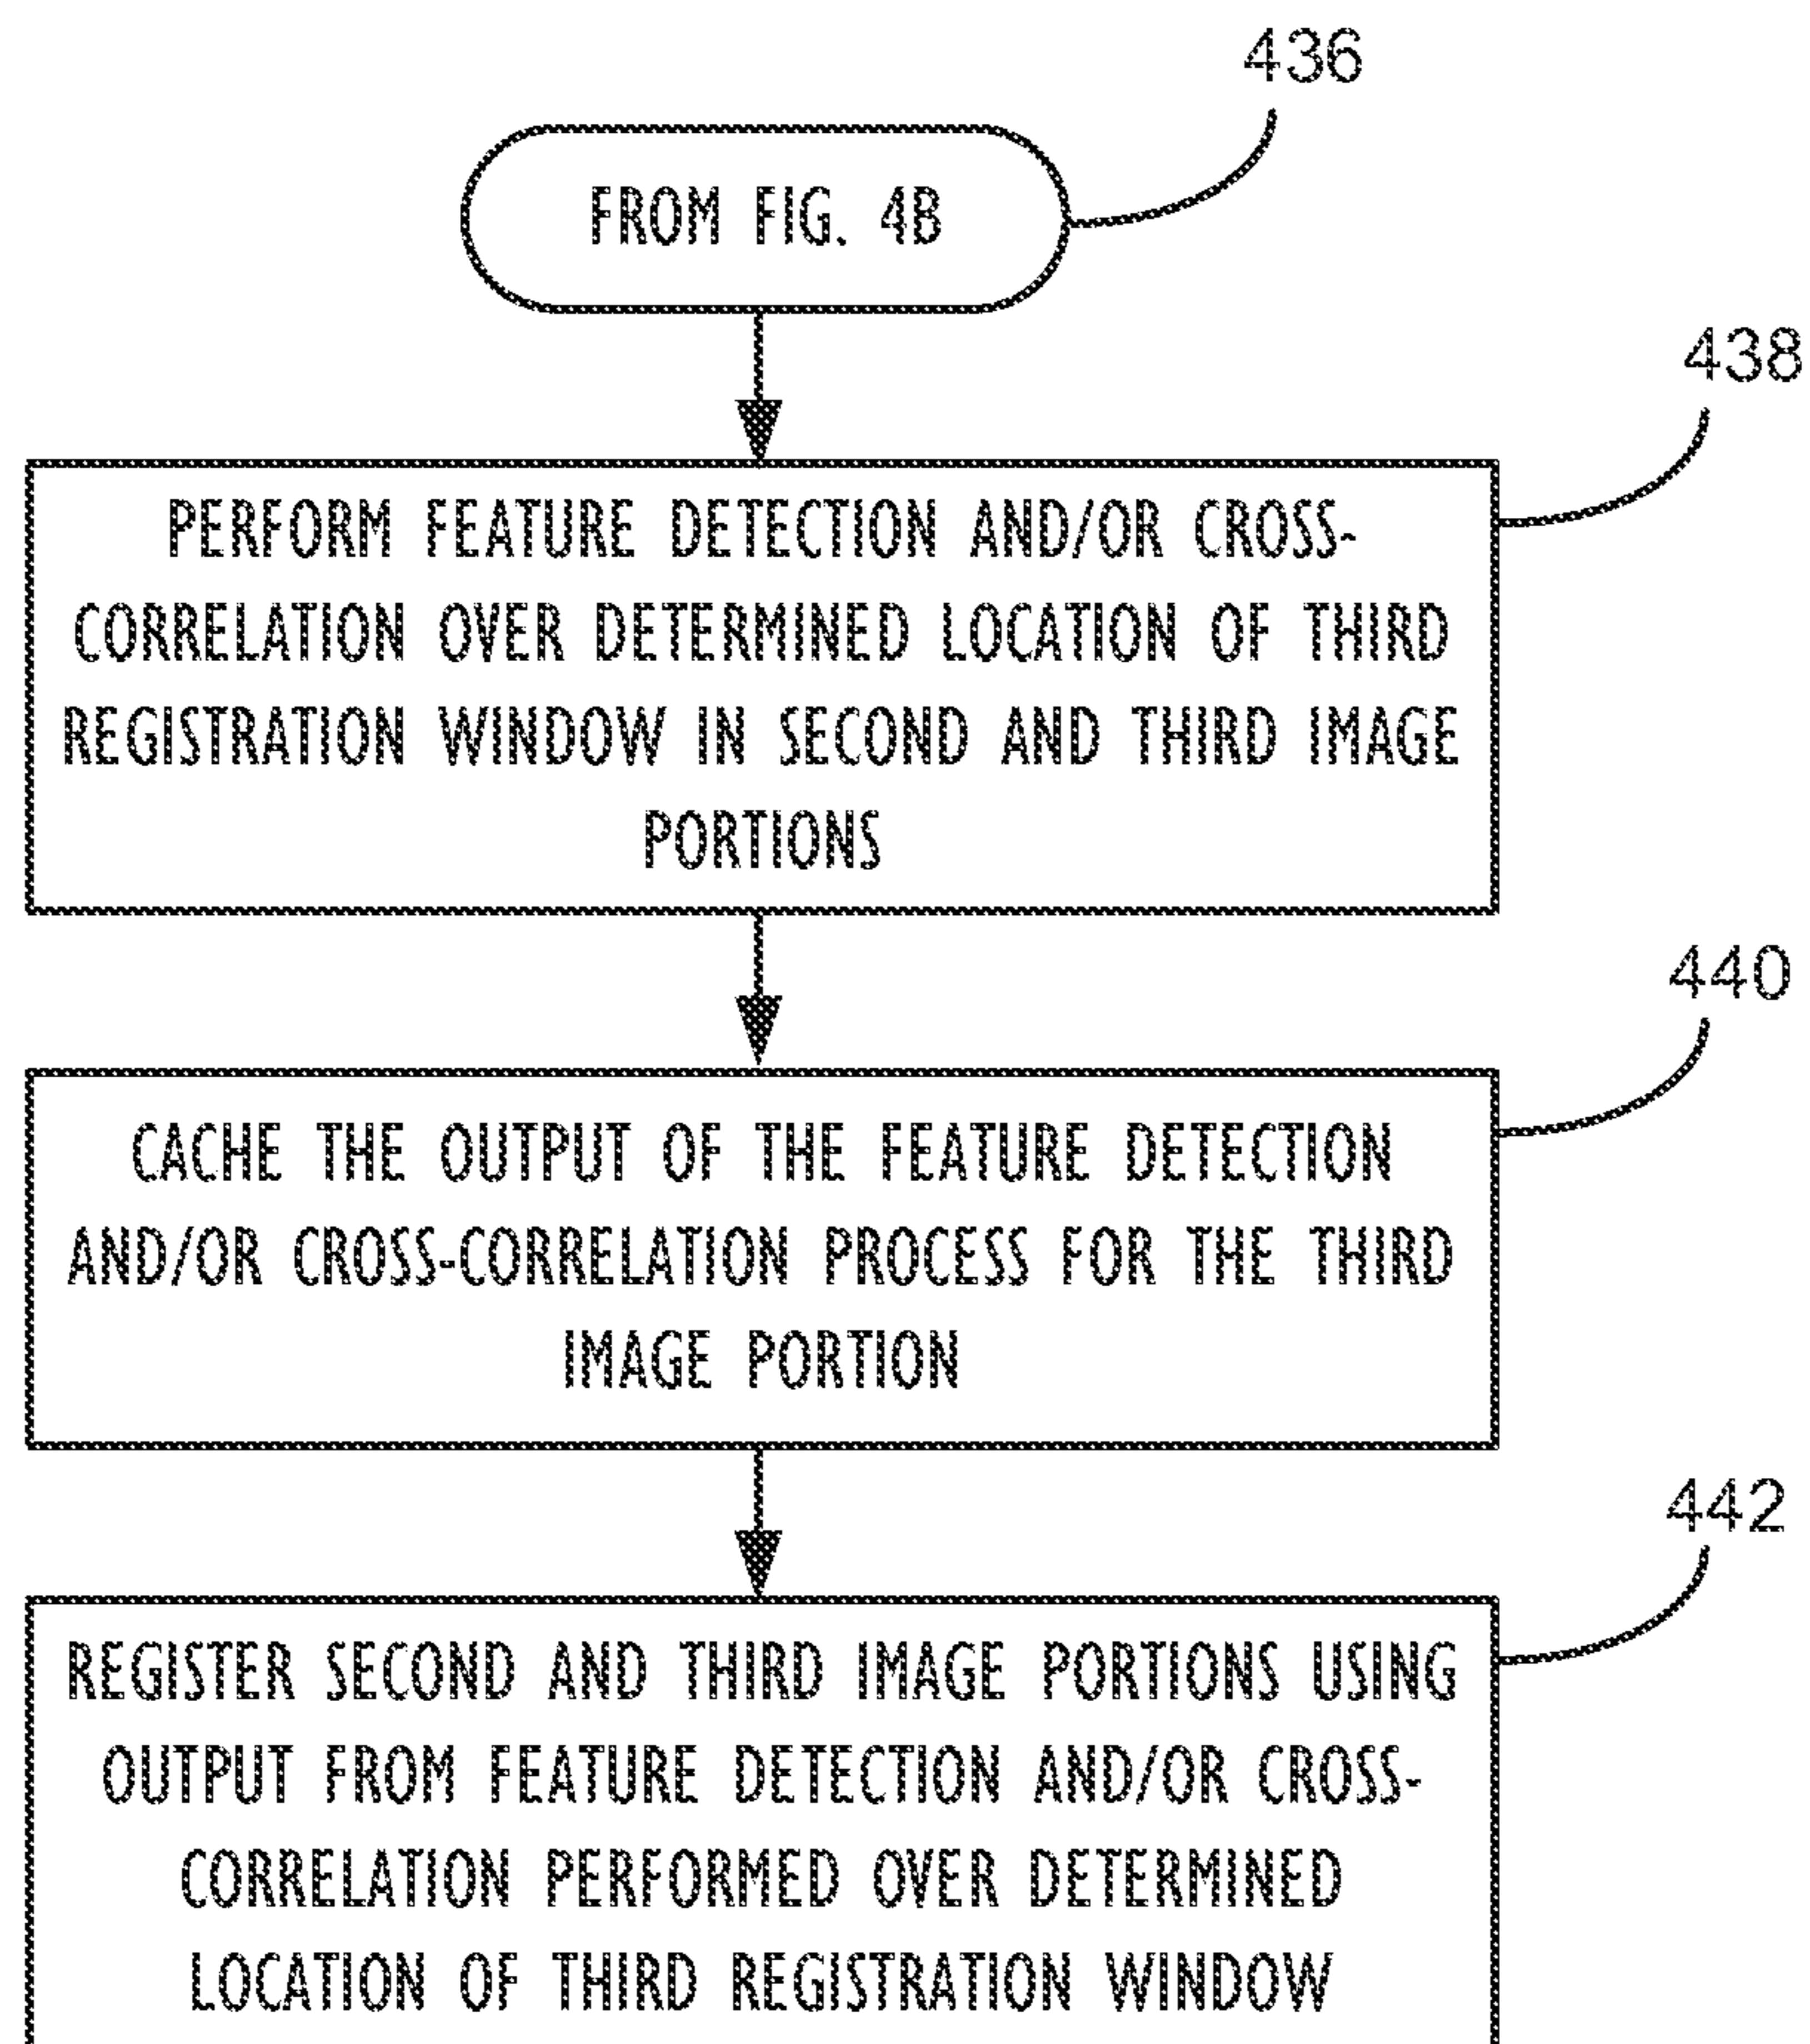 436
FROM FIG. 4B
438
PERFORM FEATURE DETECTION AND/OR CROSS-
CORRELATION OVER DETERMINED LOCATION OF THIRD
REGISTRATION WINDOW IN SECOND AND THIRD IMAGE
PORTIONS
440
CACHE THE OUTPUT OF THE FEATURE DETECTION
AND/OR CROSS-CORRELATION PROCESS FOR THE THIRD
IMAGE PORTION
442
REGISTER SECOND AND THIRD IMAGE PORTIONS USING
OUTPUT FROM FEATURE DETECTION AND/OR CROSS-
CORRELATION PERFORMED OVER DETERMINED
LOCATION OF THIRD REGISTRATION WINDOW